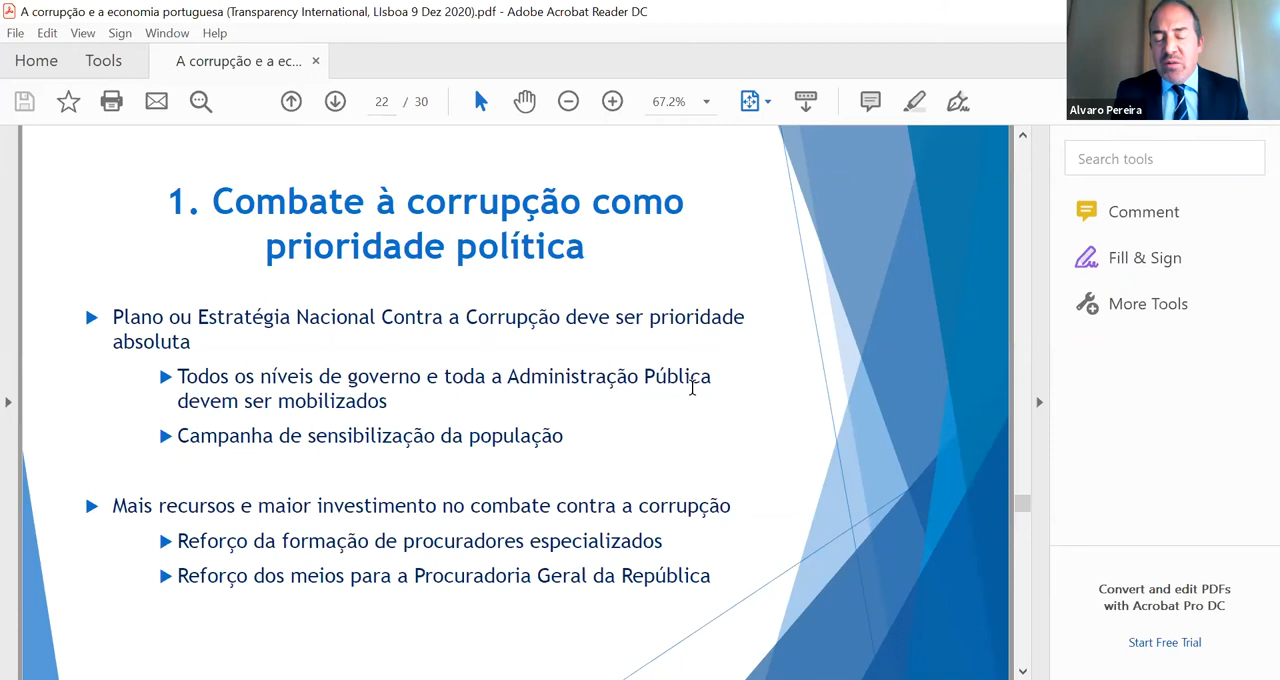 A corrupção e a economia portuguesa (Transparency International, LIsboa 9 Dez 2020).pdf - Adobe Acrobat Reader DC
File Edit View Sign Window Help
Home Tools A corrupção e a ec... ×
22 / 30 67.2%
Alvaro Pereira
Search tools
Comment
Fill & Sign
More Tools
1. Combate à corrupção como
prioridade política
Plano ou Estratégia Nacional Contra a Corrupção deve ser prioridade
absoluta
Todos os níveis de governo e toda a Administração Pública
devem ser mobilizados
Campanha de sensibilização da população
Mais recursos e maior investimento no combate contra a corrupção
Reforço da formação de procuradores especializados
Reforço dos meios para a Procuradoria Geral da República
Convert and edit PDFs
with Acrobat Pro DC
Start Free Trial